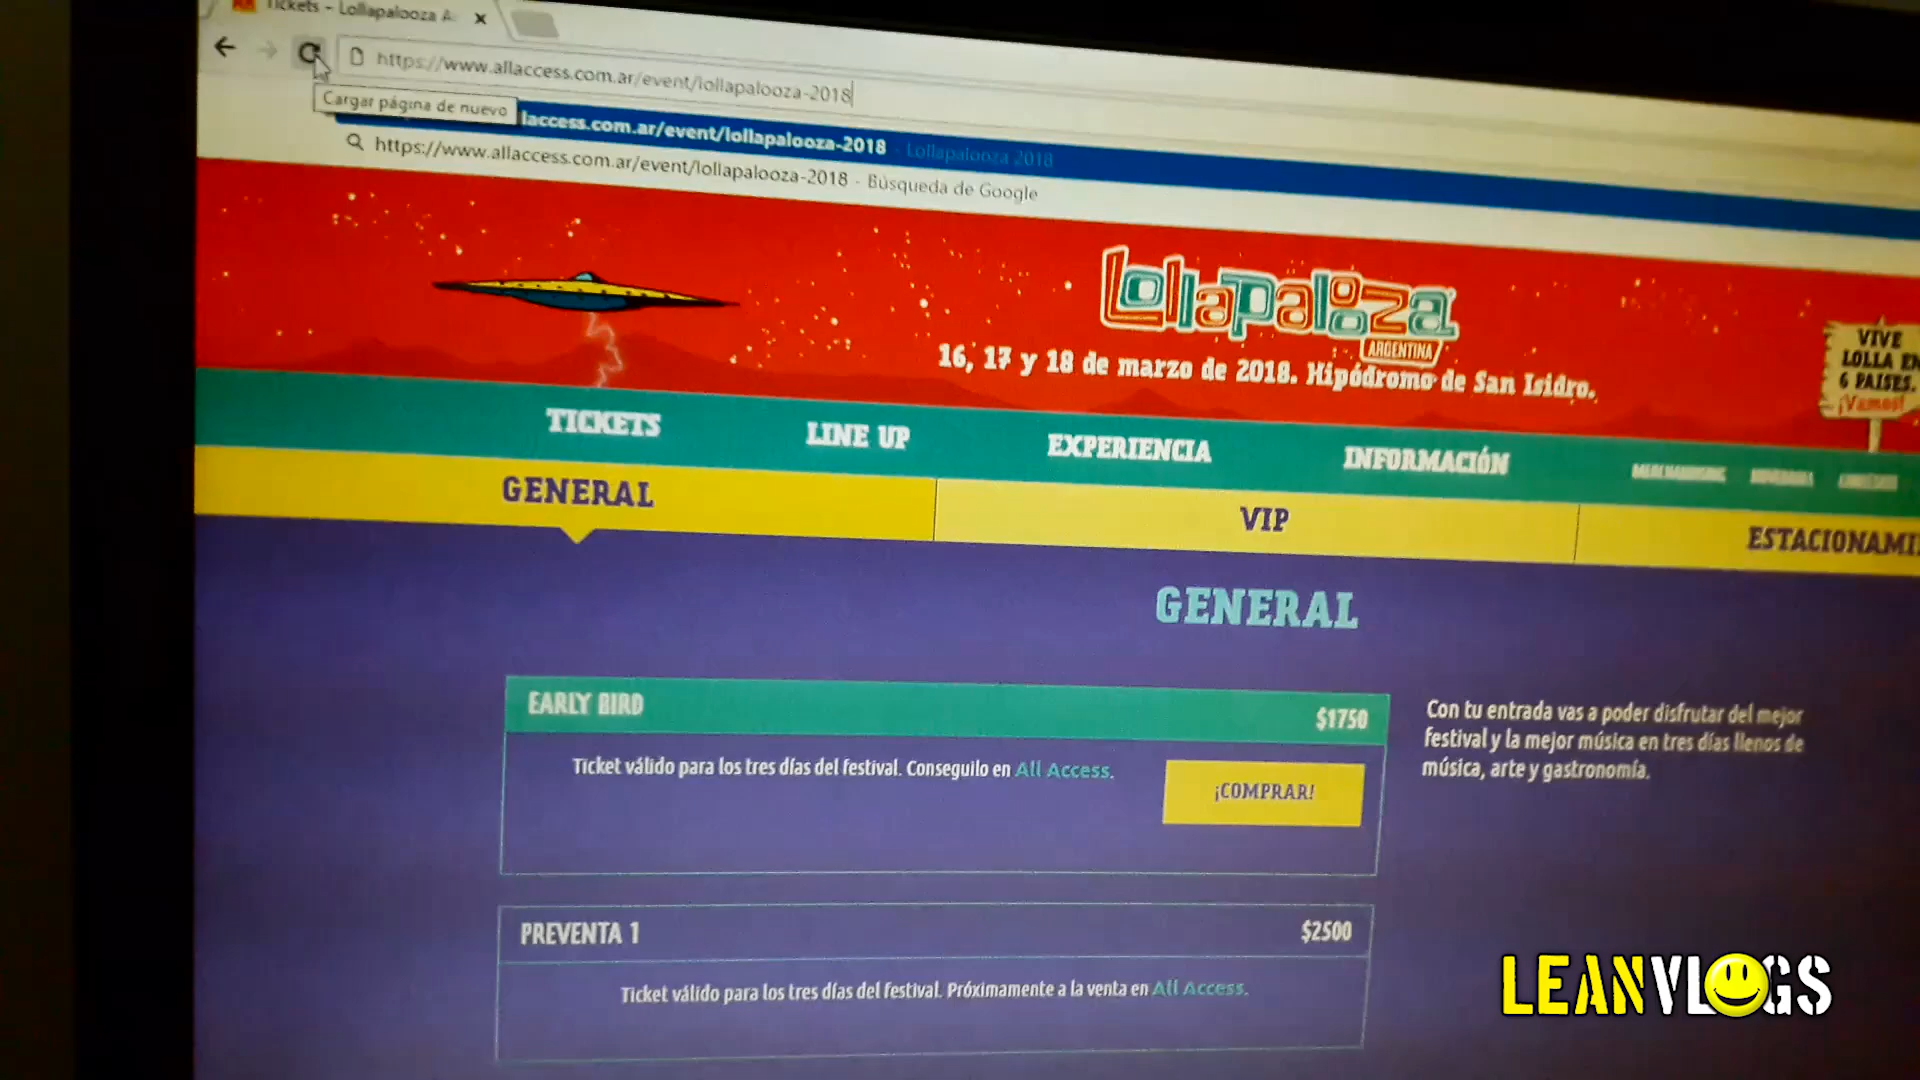 Tickets - Lollapalooza A
https://www.allaccess.com.ar/event/lollapalooza-2018
Cargar página de nuevo
laccess.com.ar/event/lollapalooza-2018 - Lollapalooza 2018
https://www.allaccess.com.ar/event/lollapalooza-2018 - Búsqueda de Google
Lollapalooza
ARGENTINA
16, 17 y 18 de marzo de 2018. Hipódromo de San Isidro.
VIVE
LOLLA EN
6 PAISES.
¡Vamos!
TICKETS LINE UP EXPERIENCIA INFORMACIÓN MERCHANDISING
GENERAL VIP ESTACIONAMI
GENERAL
EARLY BIRD $1750
Ticket válido para los tres días del festival. Conseguilo en All Access.
¡COMPRAR!
Con tu entrada vas a poder disfrutar del mejor
festival y la mejor música en tres días llenos de
música, arte y gastronomía.
PREVENTA 1 $2500
Ticket válido para los tres días del festival. Próximamente a la venta en All Access.
LEANVLOGS